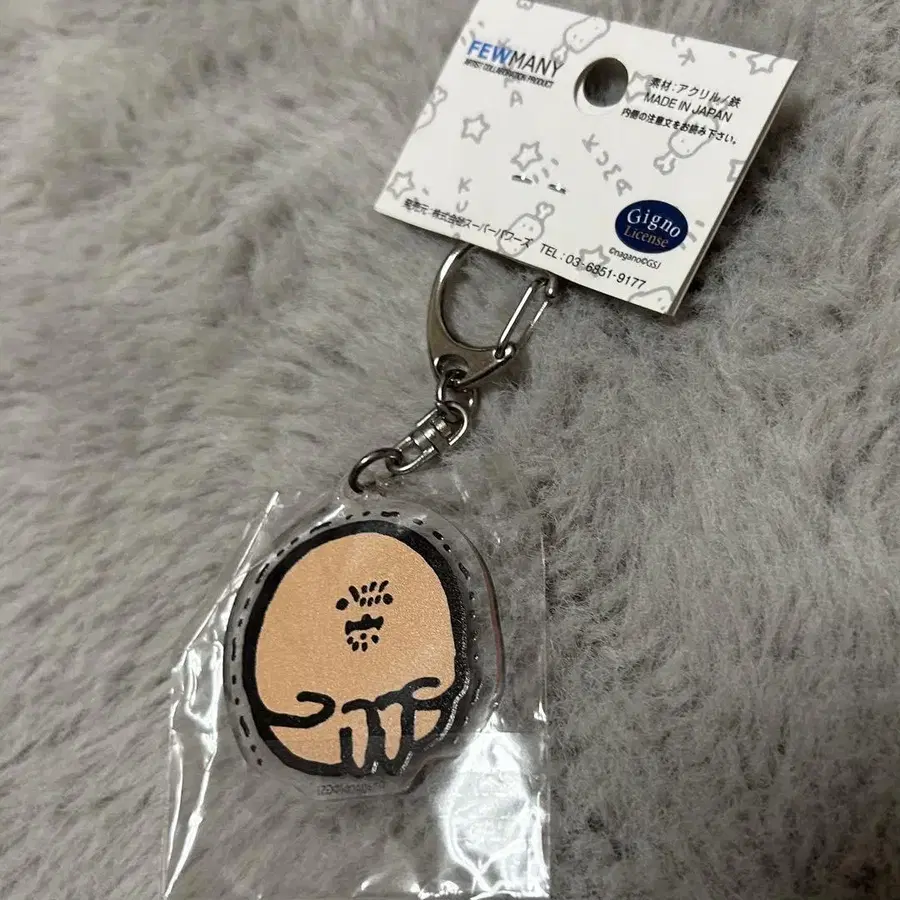 FEWMANY
ARTIST COLLABORATION PRODUCT
素材：アクリル／鉄
MADE IN JAPAN
内側の注意文をお読み下さい。
発売元：株式会社スーパーパワーズ TEL：03-6851-9177
Gigno
License
©nagano©GSJ